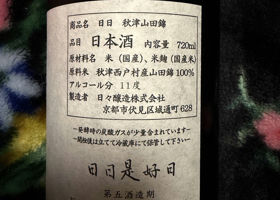 商品名 日日 秋津山田錦
品目 日本酒 内容量 720ml
原材料名 米(国産)、米麹(国産米)
原料米 秋津西戸村産山田錦100%
アルコール分 11度
製造者 日々醸造株式会社
京都市伏見区城通町628
～発酵時の炭酸ガスが少量含まれています～
～開栓後は立てて冷蔵庫にて保管して下さい～
日日是好日
第五酒造期